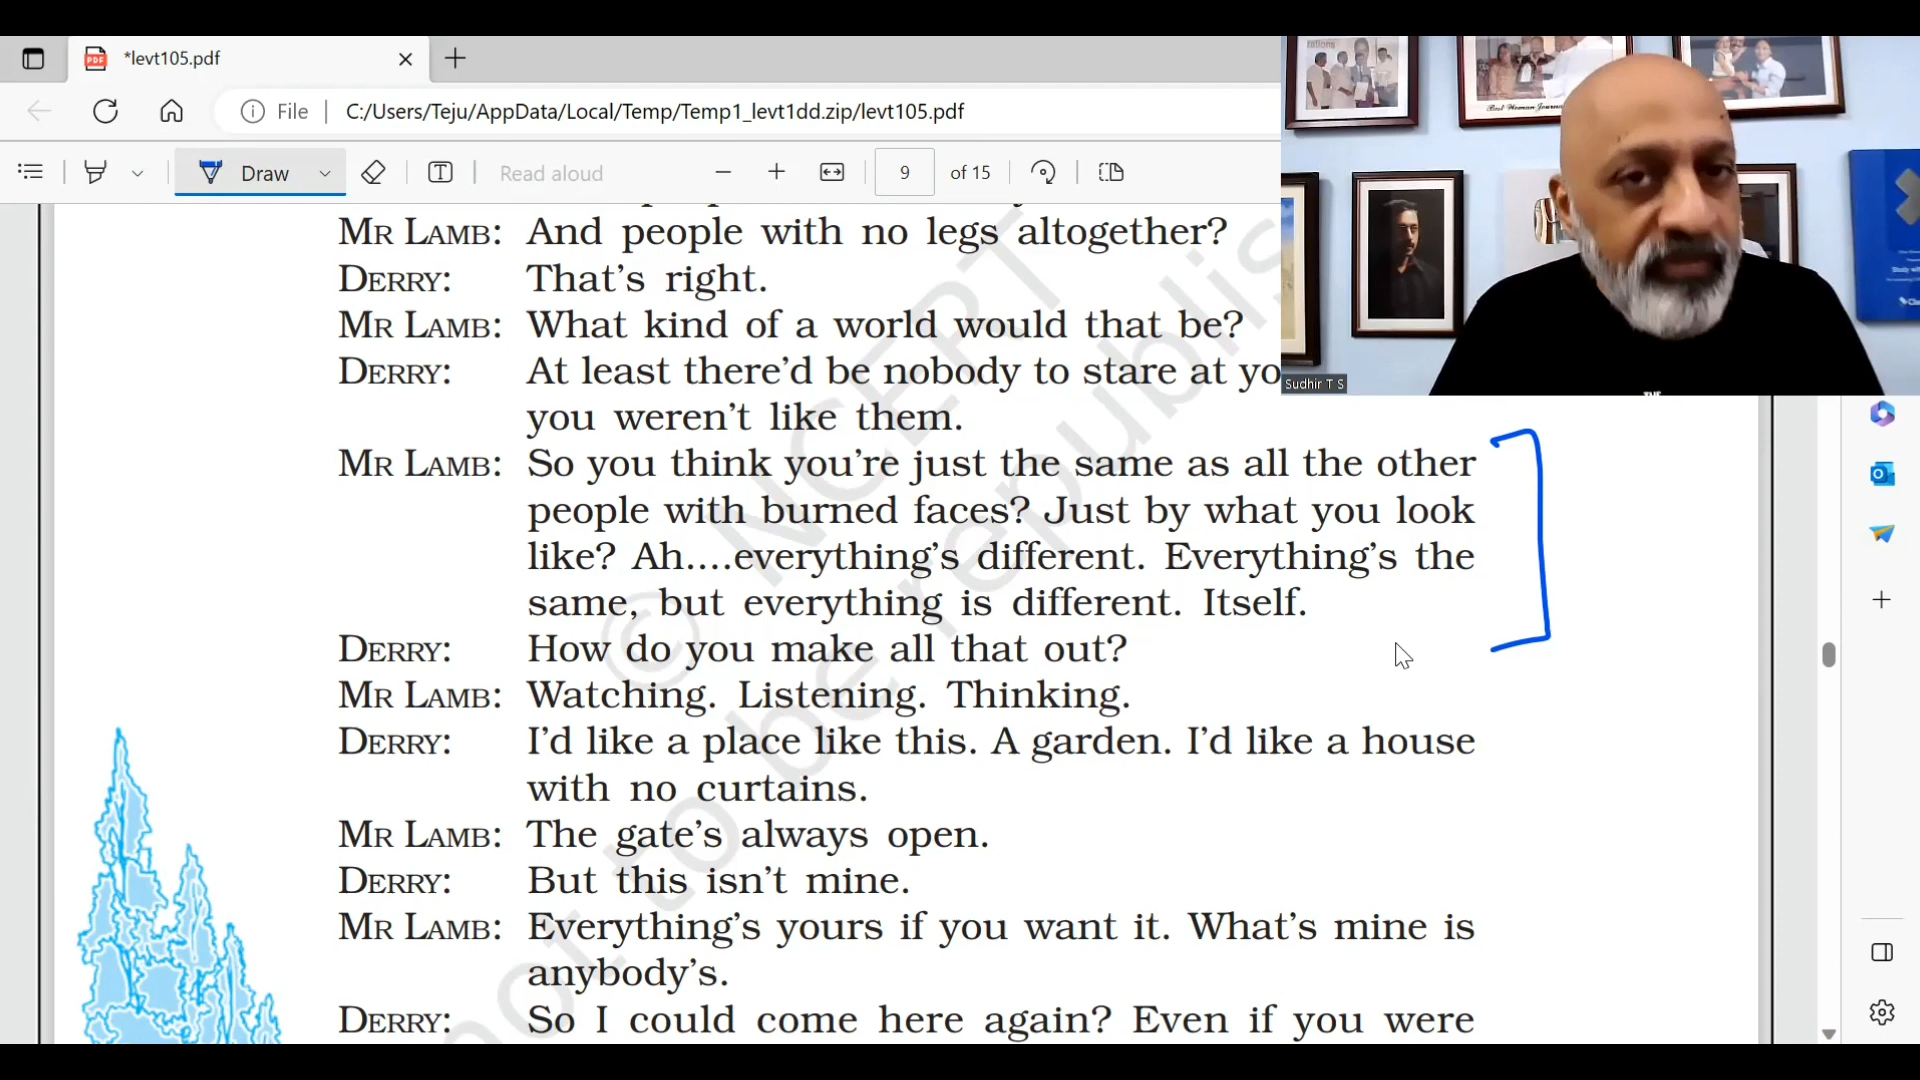 *levt105.pdf
File
C:/Users/Teju/AppData/Local/Temp/Temp1_levt1dd.zip/levt105.pdf
Draw
Read aloud
9 of 15
Sudhir T S
MR LAMB: And people with no legs altogether?
DERRY: That's right.
MR LAMB: What kind of a world would that be?
DERRY: At least there'd be nobody to stare at yo
you weren't like them.
MR LAMB: So you think you're just the same as all the other
people with burned faces? Just by what you look
like? Ah....everything's different. Everything's the
same, but everything is different. Itself.
DERRY: How do you make all that out?
MR LAMB: Watching. Listening. Thinking.
DERRY: I'd like a place like this. A garden. I'd like a house
with no curtains.
MR LAMB: The gate's always open.
DERRY: But this isn't mine.
MR LAMB: Everything's yours if you want it. What's mine is
anybody's.
DERRY: So I could come here again? Even if you were
© NCERT
not to be republis